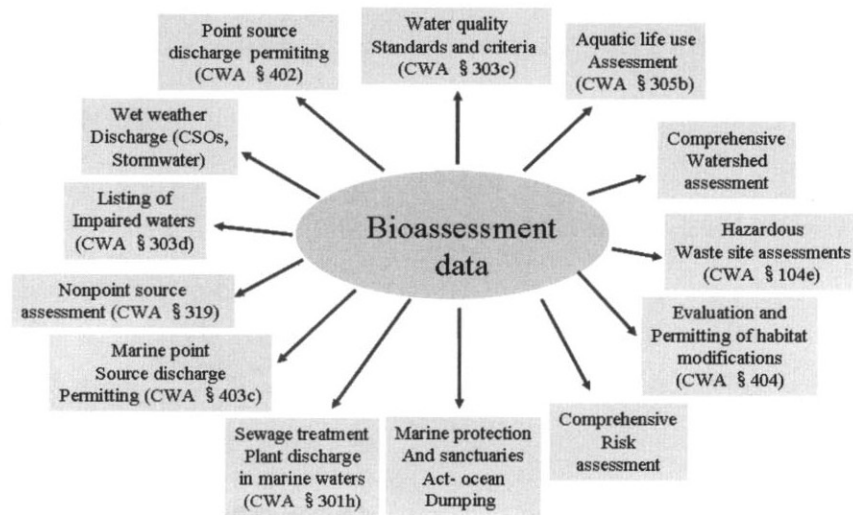 Point source
discharge permititng
(CWA § 402)
Water quality
Standards and criteria
(CWA § 303c)
Aquatic life use
Assessment
(CWA § 305b)
Wet weather
Discharge (CSOs,
Stormwater)
Comprehensive
Watershed
assessment
Listing of
Impaired waters
(CWA § 303d)
Bioassessment
data
Hazardous
Waste site assessments
(CWA § 104e)
Nonpoint source
assessment (CWA § 319)
Evaluation and
Permitting of habitat
modifications
(CWA § 404)
Marine point
Source discharge
Permitting (CWA § 403c)
Sewage treatment
Plant discharge
in marine waters
(CWA § 301h)
Marine protection
And sanctuaries
Act- ocean
Dumping
Comprehensive
Risk
assessment